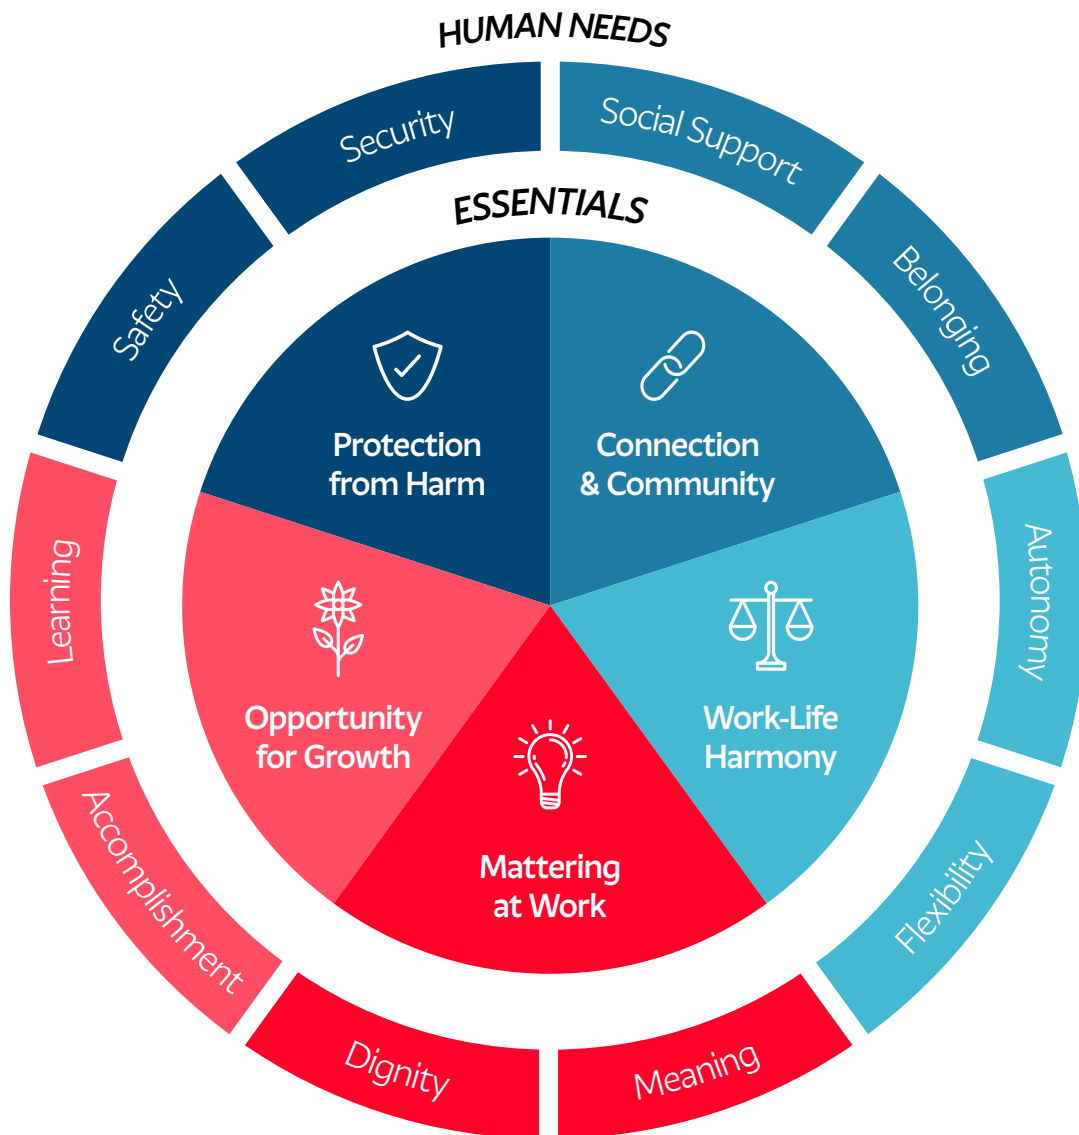 HUMAN NEEDS
Security
Social Support
Safety
Belonging
Learning
Autonomy
Accomplishment
Flexibility
Dignity
Meaning
ESSENTIALS
Protection
from Harm
Connection
& Community
Opportunity
for Growth
Work-Life
Harmony
Mattering
at Work